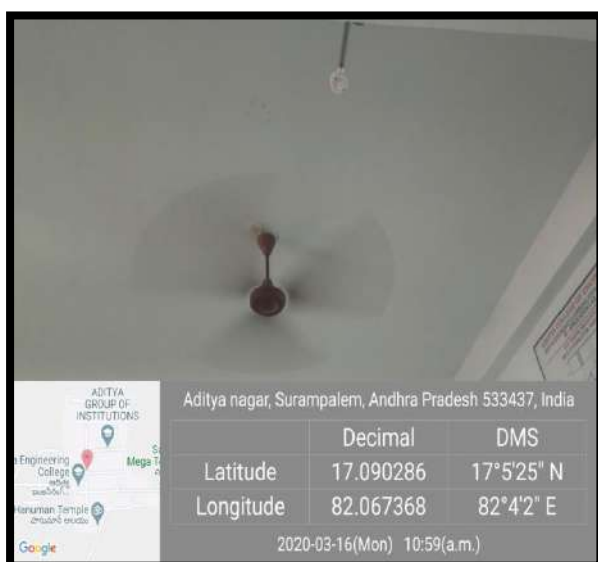 ADITYA
GROUP OF
INSTITUTIONS
Engineering
College
Mega
Hanuman Temple
Google
Aditya nagar, Surampalem, Andhra Pradesh 533437, India
Decimal DMS
Latitude 17.090286 17°5'25" N
Longitude 82.067368 82°4'2" E
2020-03-16(Mon) 10:59(a.m.)